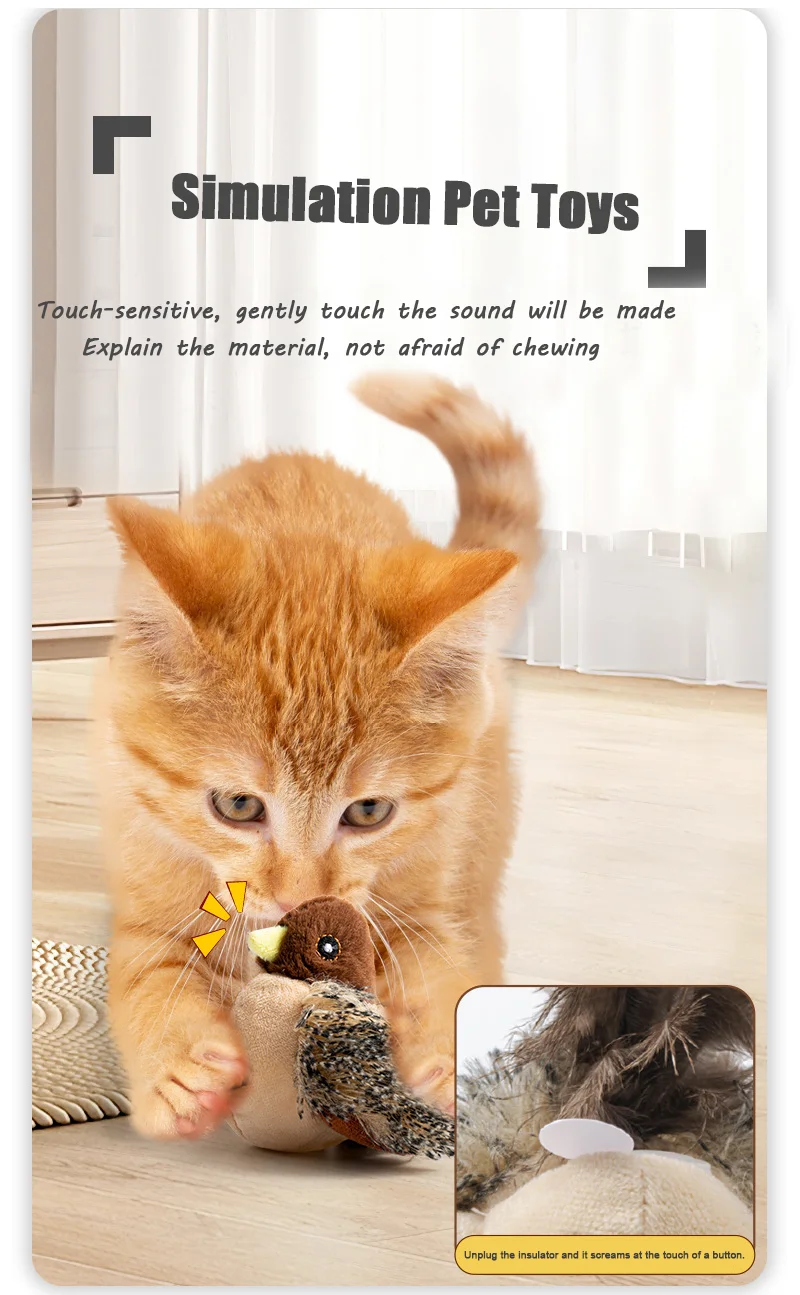 Simulation Pet Toys
Touch-sensitive, gently touch the sound will be made
Explain the material, not afraid of chewing
Unplug the insulator and it screams at the touch of a button.